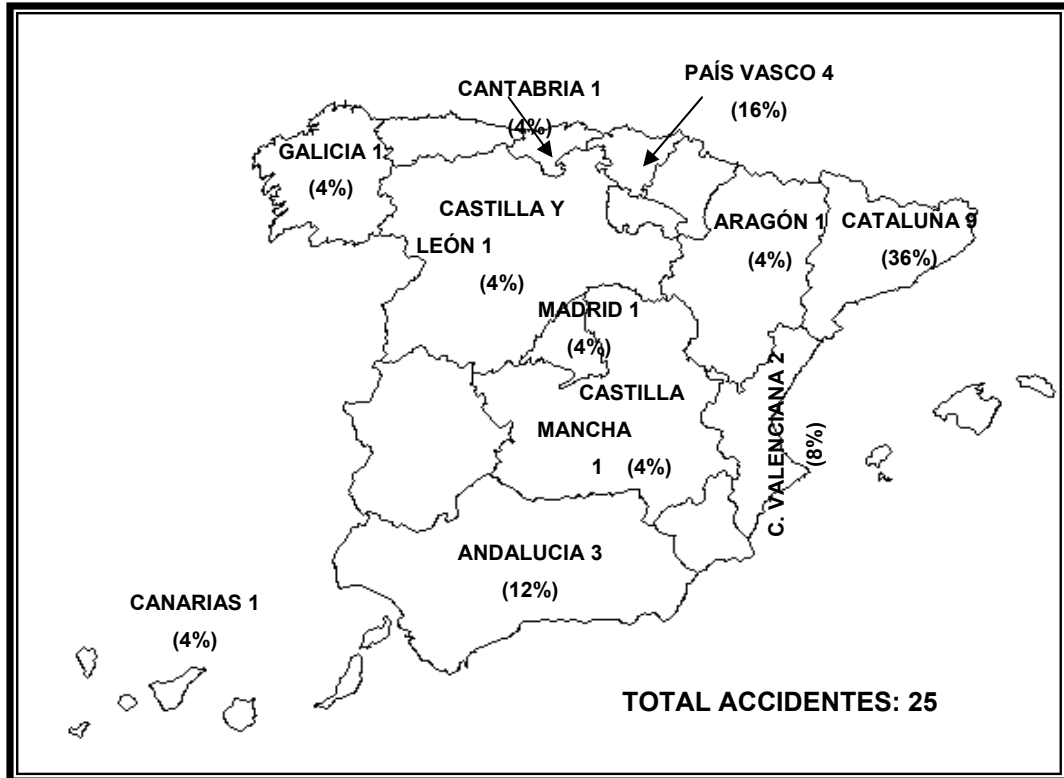 PAÍS VASCO 4
(16%)
CANTABRIA 1
(4%)
GALICIA 1
(4%)
CASTILLA Y
LEÓN 1
(4%)
ARAGÓN 1
(4%)
CATALUÑA 9
(36%)
MADRID 1
(4%)
CASTILLA
MANCHA
1 (4%)
C. VALENCIANA 2
(8%)
ANDALUCIA 3
(12%)
CANARIAS 1
(4%)
TOTAL ACCIDENTES: 25